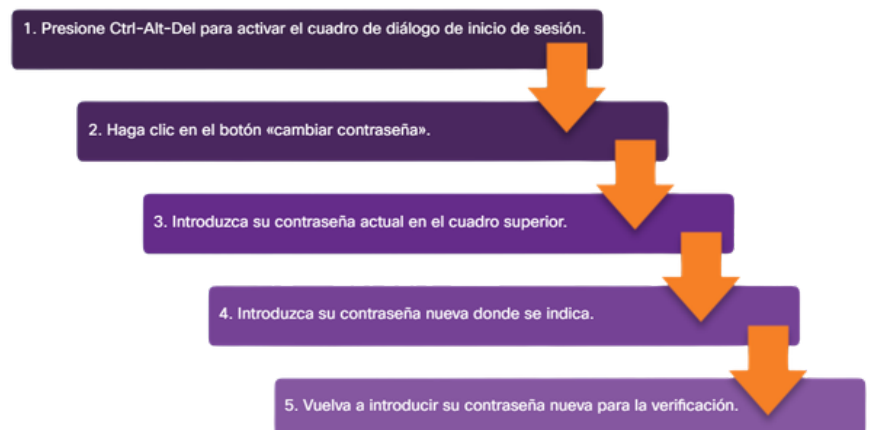 1. Presione Ctrl-Alt-Del para activar el cuadro de diálogo de inicio de sesión.
2. Haga clic en el botón «cambiar contraseña».
3. Introduzca su contraseña actual en el cuadro superior.
4. Introduzca su contraseña nueva donde se indica.
5. Vuelva a introducir su contraseña nueva para la verificación.